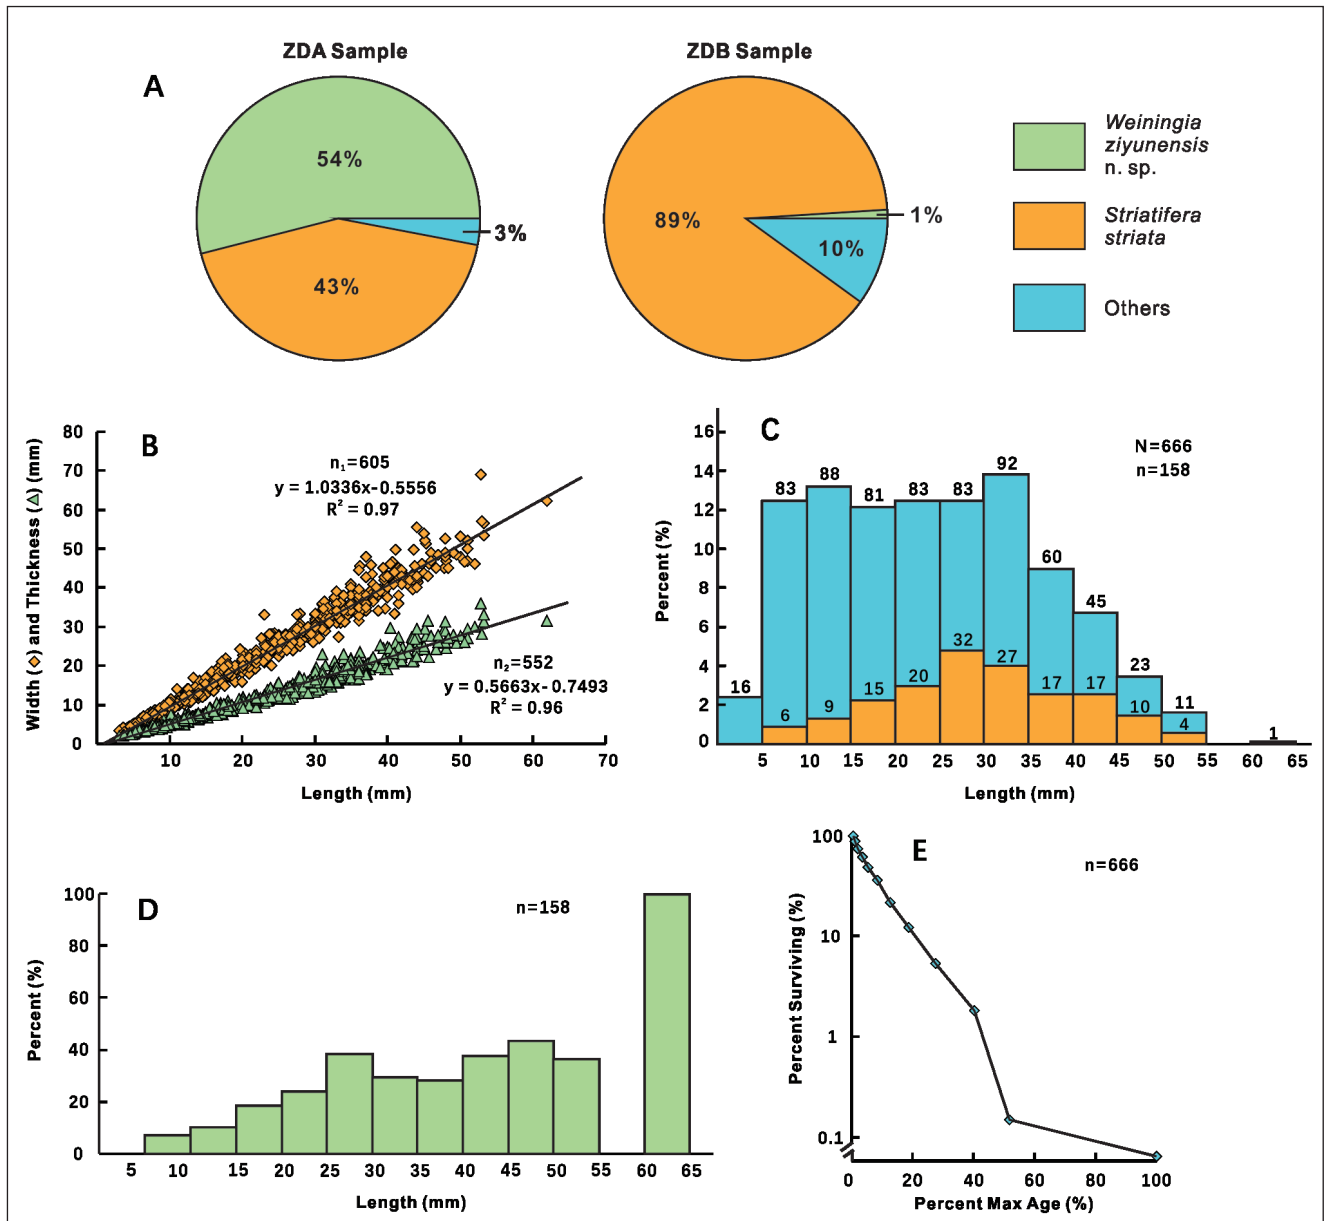 ZDA Sample
ZDB Sample
A
54%
3%
43%
89%
1%
10%
Weiningia
ziyunensis
n. sp.
Striatifera
striata
Others
B
Width (◇) and Thickness (△) (mm)
80
70
60
50
40
30
20
10
0
n₁=605
y = 1.0336x-0.5556
R² = 0.97
n₂=552
y = 0.5663x-0.7493
R² = 0.96
10 20 30 40 50 60 70
Length (mm)
C
N=666
n=158
Percent (%)
16
14
12
10
8
6
4
2
0
16 83 88 81 83 83 92 60 45 23 11 1
6 9 15 20 32 27 17 17 10 4
5 10 15 20 25 30 35 40 45 50 55 60 65
Length (mm)
D
n=158
Percent (%)
100
80
60
40
20
0
5 10 15 20 25 30 35 40 45 50 55 60 65
Length (mm)
E
n=666
Percent Surviving (%)
100
10
1
0.1
0 20 40 60 80 100
Percent Max Age (%)